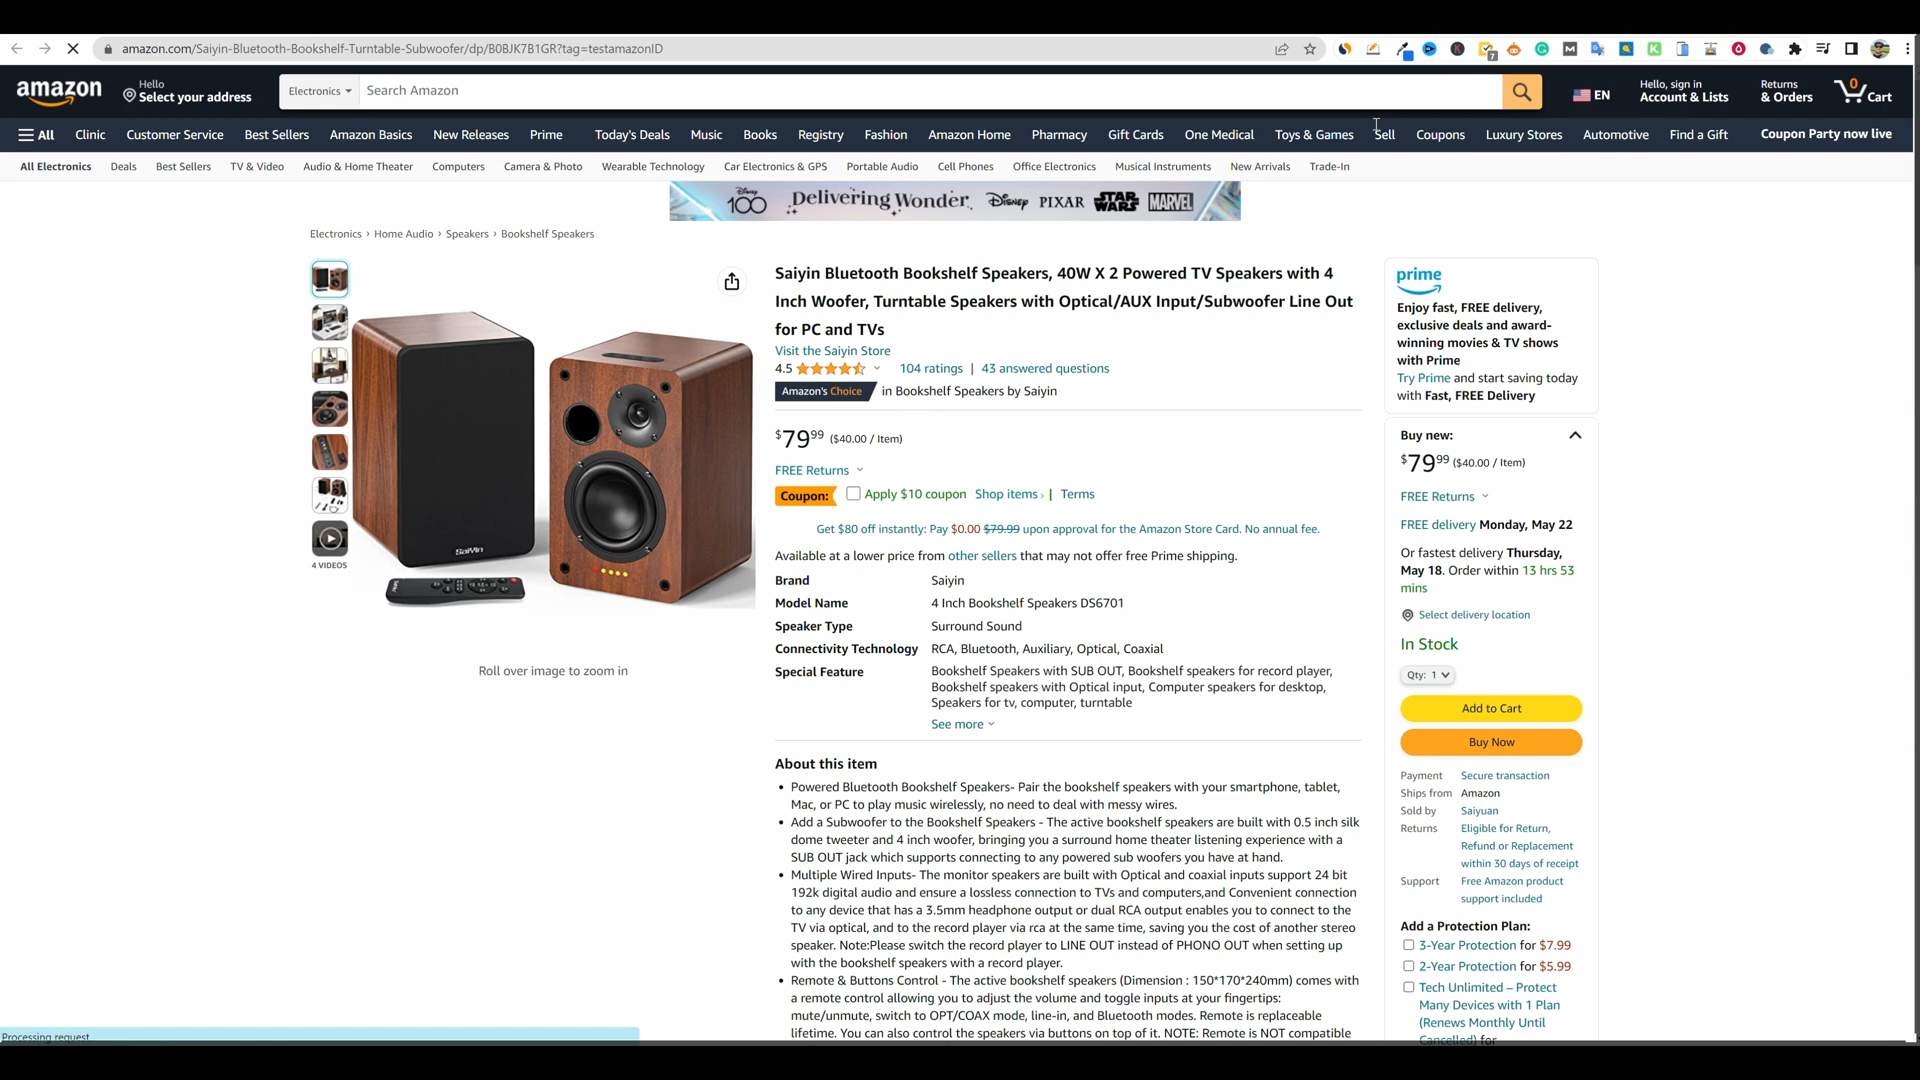 amazon.com/Saiyin-Bluetooth-Bookshelf-Turntable-Subwoofer/dp/B0BJK7B1GR?tag=testamazonID
7
amazon
Hello
Select your address
Electronics
Search Amazon
EN
Hello, sign in
Account & Lists
Returns
& Orders
0
Cart
All
Clinic
Customer Service
Best Sellers
Amazon Basics
New Releases
Prime
Today's Deals
Music
Books
Registry
Fashion
Amazon Home
Pharmacy
Gift Cards
One Medical
Toys & Games
Sell
Coupons
Luxury Stores
Automotive
Find a Gift
Coupon Party now live
All Electronics
Deals
Best Sellers
TV & Video
Audio & Home Theater
Computers
Camera & Photo
Wearable Technology
Car Electronics & GPS
Portable Audio
Cell Phones
Office Electronics
Musical Instruments
New Arrivals
Trade-In
Disney 100
Delivering Wonder
Disney
PIXAR
STAR WARS
MARVEL
Electronics › Home Audio › Speakers › Bookshelf Speakers
SaiYin
4 VIDEOS
Roll over image to zoom in
Saiyin Bluetooth Bookshelf Speakers, 40W X 2 Powered TV Speakers with 4
Inch Woofer, Turntable Speakers with Optical/AUX Input/Subwoofer Line Out
for PC and TVs
Visit the Saiyin Store
4.5
104 ratings | 43 answered questions
Amazon's Choice in Bookshelf Speakers by Saiyin
$79 99 ($40.00 / Item)
FREE Returns
Coupon: Apply $10 coupon Shop items › | Terms
Get $80 off instantly: Pay $0.00 $79.99 upon approval for the Amazon Store Card. No annual fee.
Available at a lower price from other sellers that may not offer free Prime shipping.
Brand Saiyin
Model Name 4 Inch Bookshelf Speakers DS6701
Speaker Type Surround Sound
Connectivity Technology RCA, Bluetooth, Auxiliary, Optical, Coaxial
Special Feature Bookshelf Speakers with SUB OUT, Bookshelf speakers for record player,
Bookshelf speakers with Optical input, Computer speakers for desktop,
Speakers for tv, computer, turntable
See more
About this item
• Powered Bluetooth Bookshelf Speakers- Pair the bookshelf speakers with your smartphone, tablet,
Mac, or PC to play music wirelessly, no need to deal with messy wires.
• Add a Subwoofer to the Bookshelf Speakers - The active bookshelf speakers are built with 0.5 inch silk
dome tweeter and 4 inch woofer, bringing you a surround home theater listening experience with a
SUB OUT jack which supports connecting to any powered sub woofers you have at hand.
• Multiple Wired Inputs- The monitor speakers are built with Optical and coaxial inputs support 24 bit
192k digital audio and ensure a lossless connection to TVs and computers,and Convenient connection
to any device that has a 3.5mm headphone output or dual RCA output enables you to connect to the
TV via optical, and to the record player via rca at the same time, saving you the cost of another stereo
speaker. Note:Please switch the record player to LINE OUT instead of PHONO OUT when setting up
with the bookshelf speakers with a record player.
• Remote & Buttons Control - The active bookshelf speakers (Dimension : 150*170*240mm) comes with
a remote control allowing you to adjust the volume and toggle inputs at your fingertips:
mute/unmute, switch to OPT/COAX mode, line-in, and Bluetooth modes. Remote is replaceable
lifetime. You can also control the speakers via buttons on top of it. NOTE: Remote is NOT compatible
prime
Enjoy fast, FREE delivery,
exclusive deals and award-
winning movies & TV shows
with Prime
Try Prime and start saving today
with Fast, FREE Delivery
Buy new:
$79 99 ($40.00 / Item)
FREE Returns
FREE delivery Monday, May 22
Or fastest delivery Thursday,
May 18. Order within 13 hrs 53
mins
Select delivery location
In Stock
Qty: 1
Add to Cart
Buy Now
Payment Secure transaction
Ships from Amazon
Sold by Saiyuan
Returns Eligible for Return,
Refund or Replacement
within 30 days of receipt
Support Free Amazon product
support included
Add a Protection Plan:
3-Year Protection for $7.99
2-Year Protection for $5.99
Tech Unlimited – Protect
Many Devices with 1 Plan
(Renews Monthly Until
Cancelled) for
Processing request